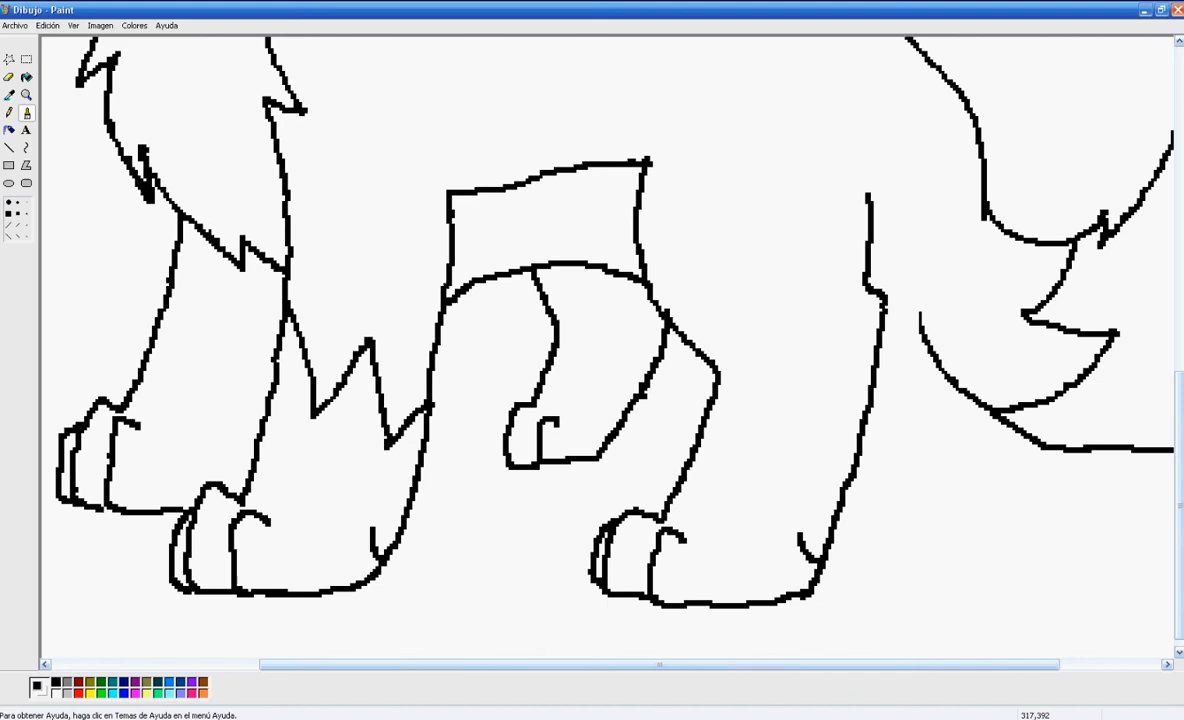 Dibujo - Paint
Archivo Edición Ver Imagen Colores Ayuda
A
Para obtener Ayuda, haga clic en Temas de Ayuda en el menú Ayuda. 317,392